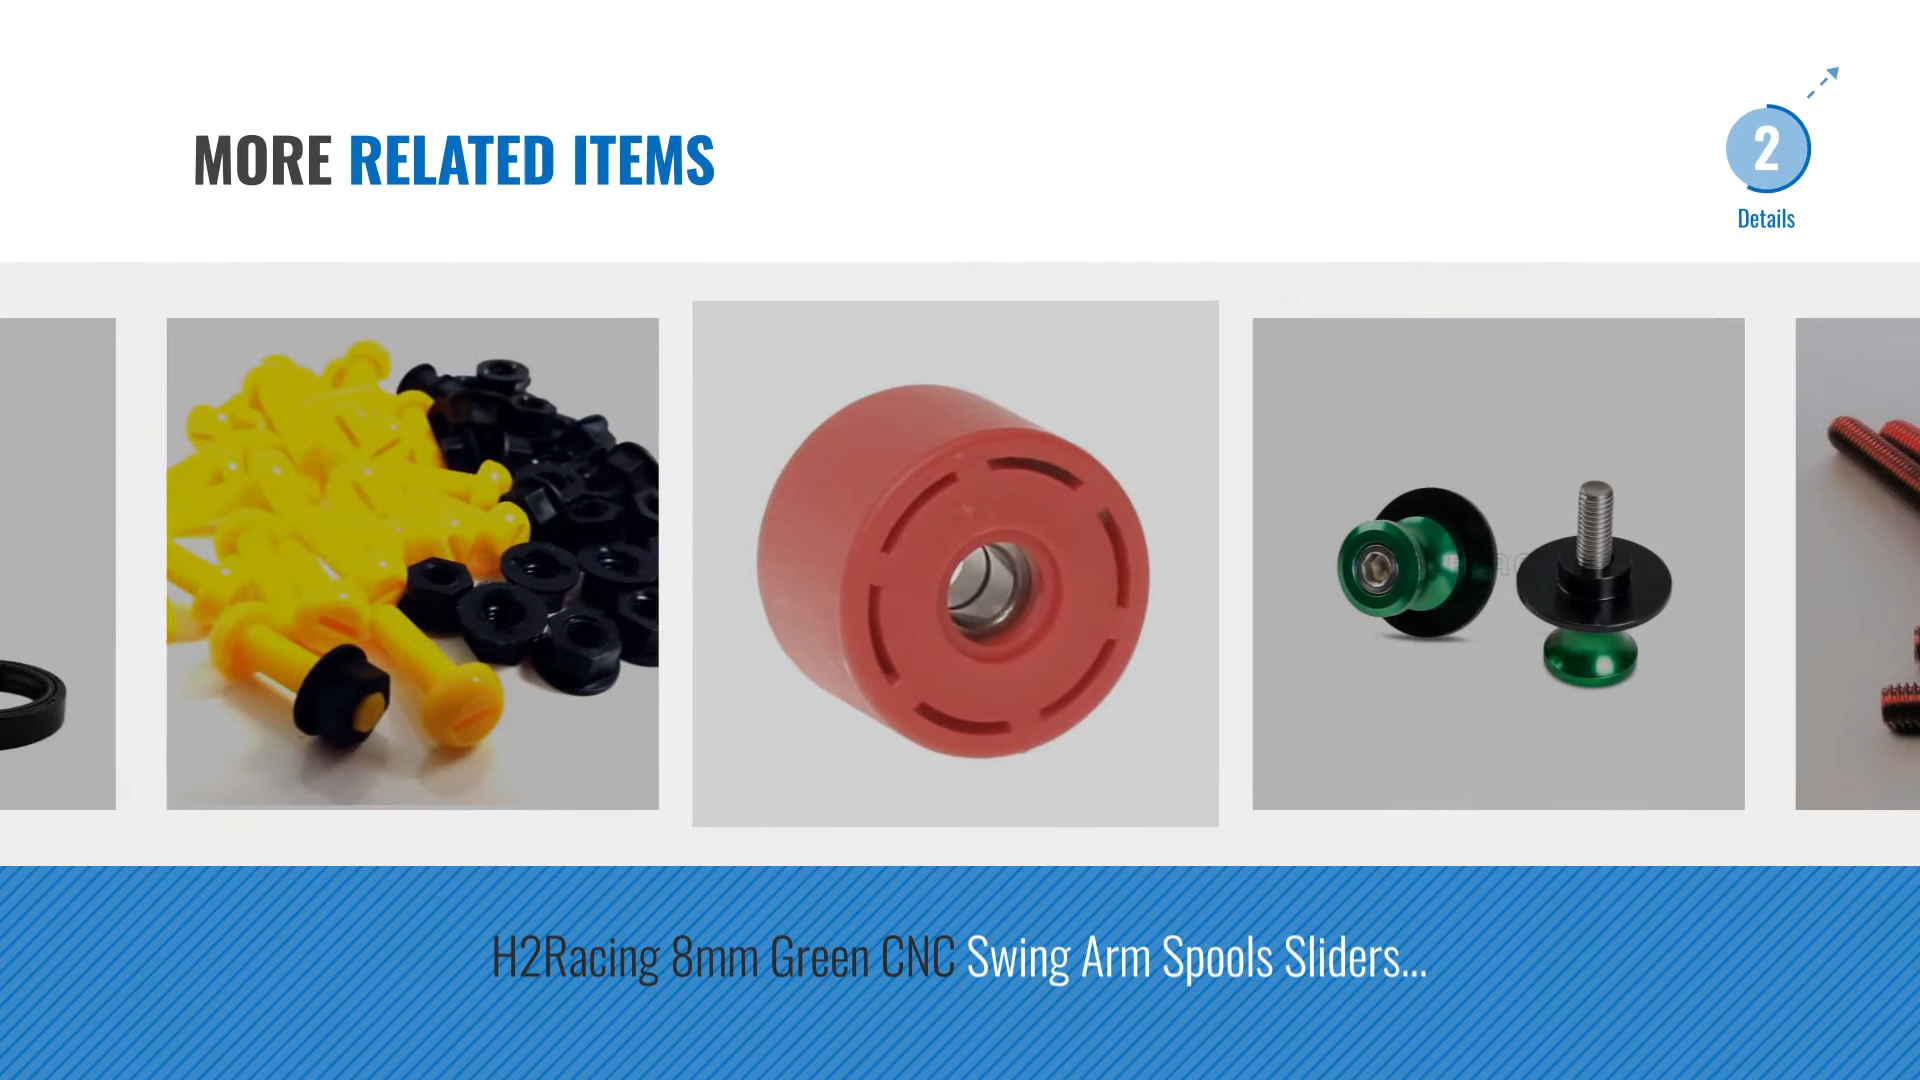 MORE RELATED ITEMS
2
Details
H2Racing 8mm Green CNC Swing Arm Spools Sliders...